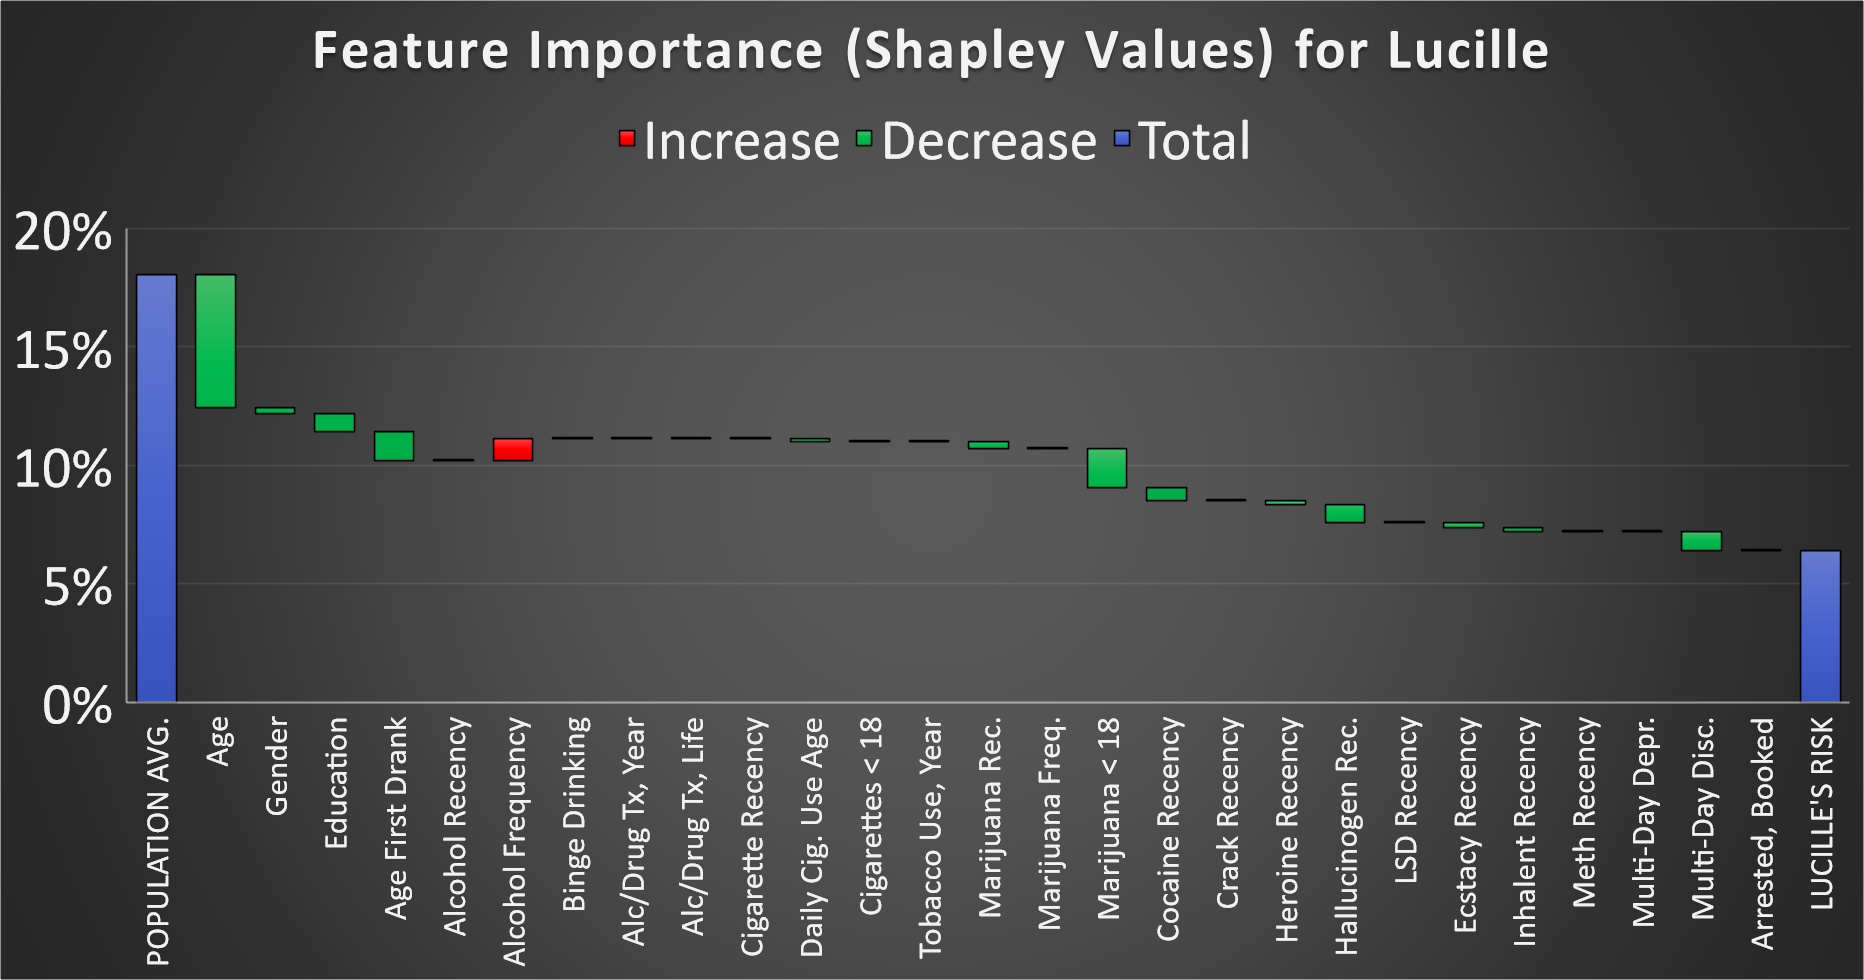 Feature Importance (Shapley Values) for Lucille
Increase Decrease Total
20%
15%
10%
5%
0%
POPULATION AVG.
Age
Gender
Education
Age First Drank
Alcohol Recency
Alcohol Frequency
Binge Drinking
Alc/Drug Tx, Year
Alc/Drug Tx, Life
Cigarette Recency
Daily Cig. Use Age
Cigarettes < 18
Tobacco Use, Year
Marijuana Rec.
Marijuana Freq.
Marijuana < 18
Cocaine Recency
Crack Recency
Heroine Recency
Hallucinogen Rec.
LSD Recency
Ecstacy Recency
Inhalent Recency
Meth Recency
Multi-Day Depr.
Multi-Day Disc.
Arrested, Booked
LUCILLE'S RISK